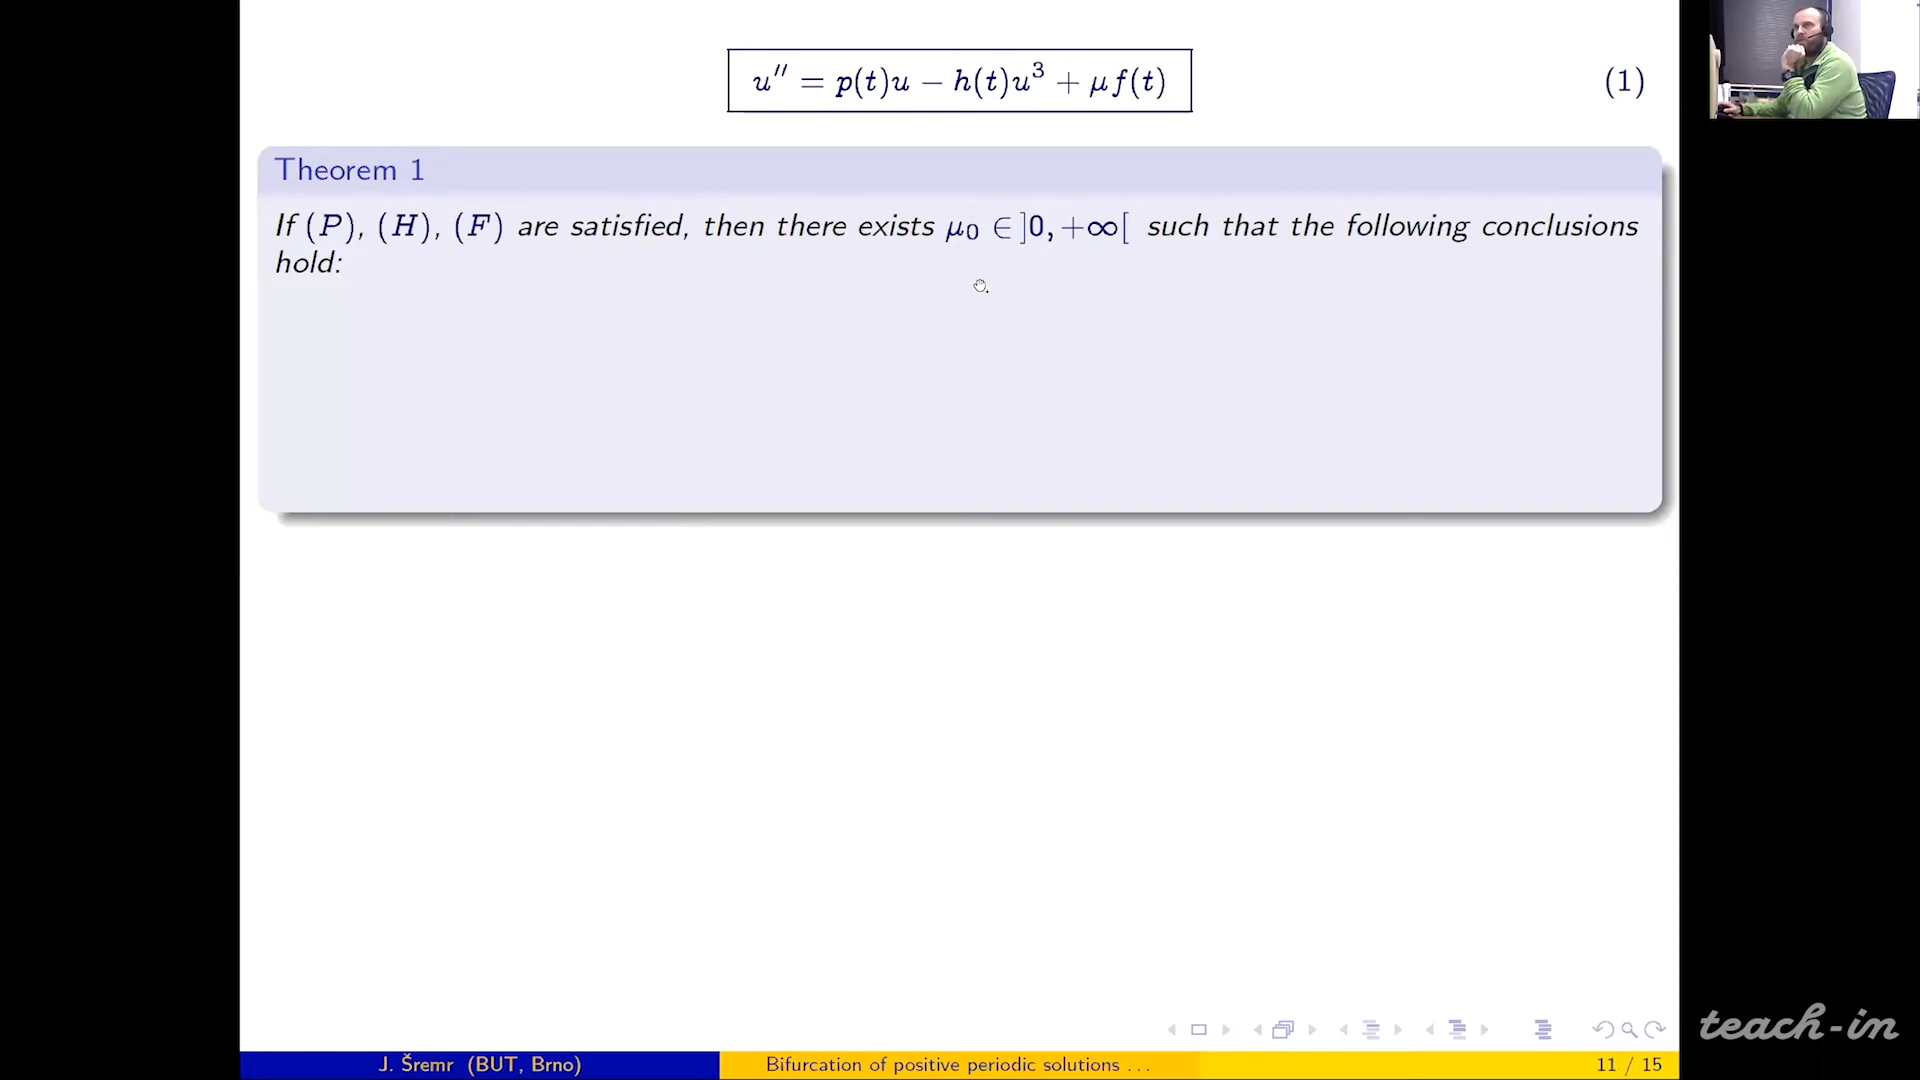 u′′ = p(t)u − h(t)u³ + μf(t) (1)
Theorem 1
If (P), (H), (F) are satisfied, then there exists μ₀ ∈ ]0, +∞[ such that the following conclusions
hold:
teach-in
J. Šremr (BUT, Brno) Bifurcation of positive periodic solutions ... 11 / 15